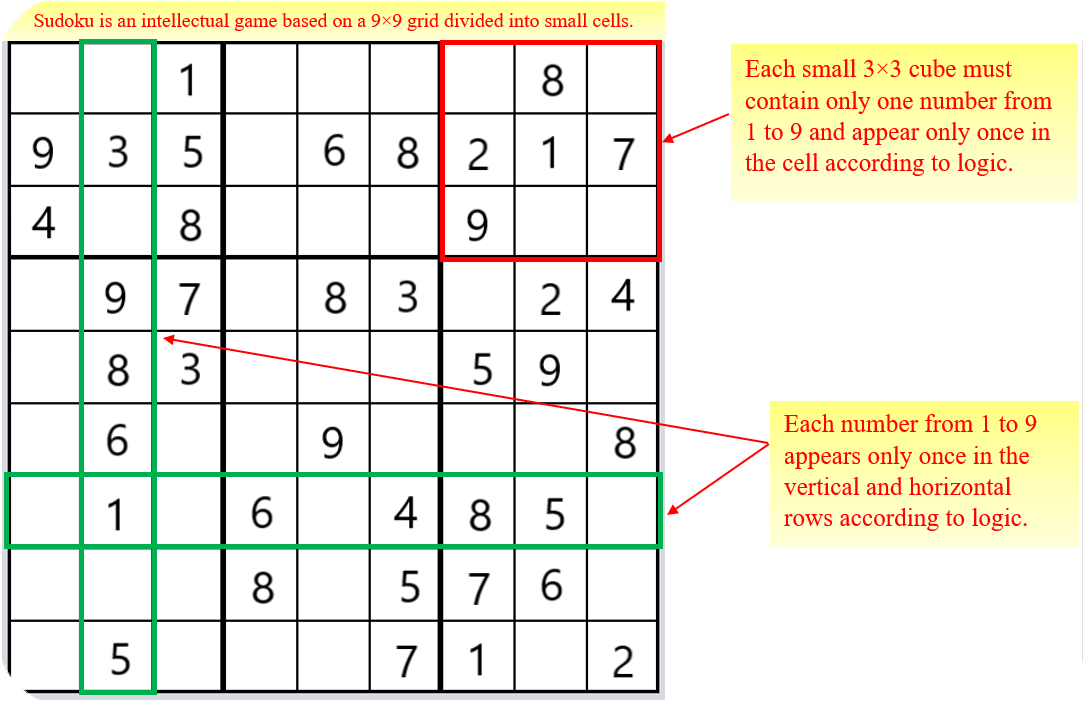 Sudoku is an intellectual game based on a 9×9 grid divided into small cells.
1 8
9 3 5 6 8 2 1 7
4 8 9
9 7 8 3 2 4
8 3 5 9
6 9 8
1 6 4 8 5
8 5 7 6
5 7 1 2
Each small 3×3 cube must
contain only one number from
1 to 9 and appear only once in
the cell according to logic.
Each number from 1 to 9
appears only once in the
vertical and horizontal
rows according to logic.